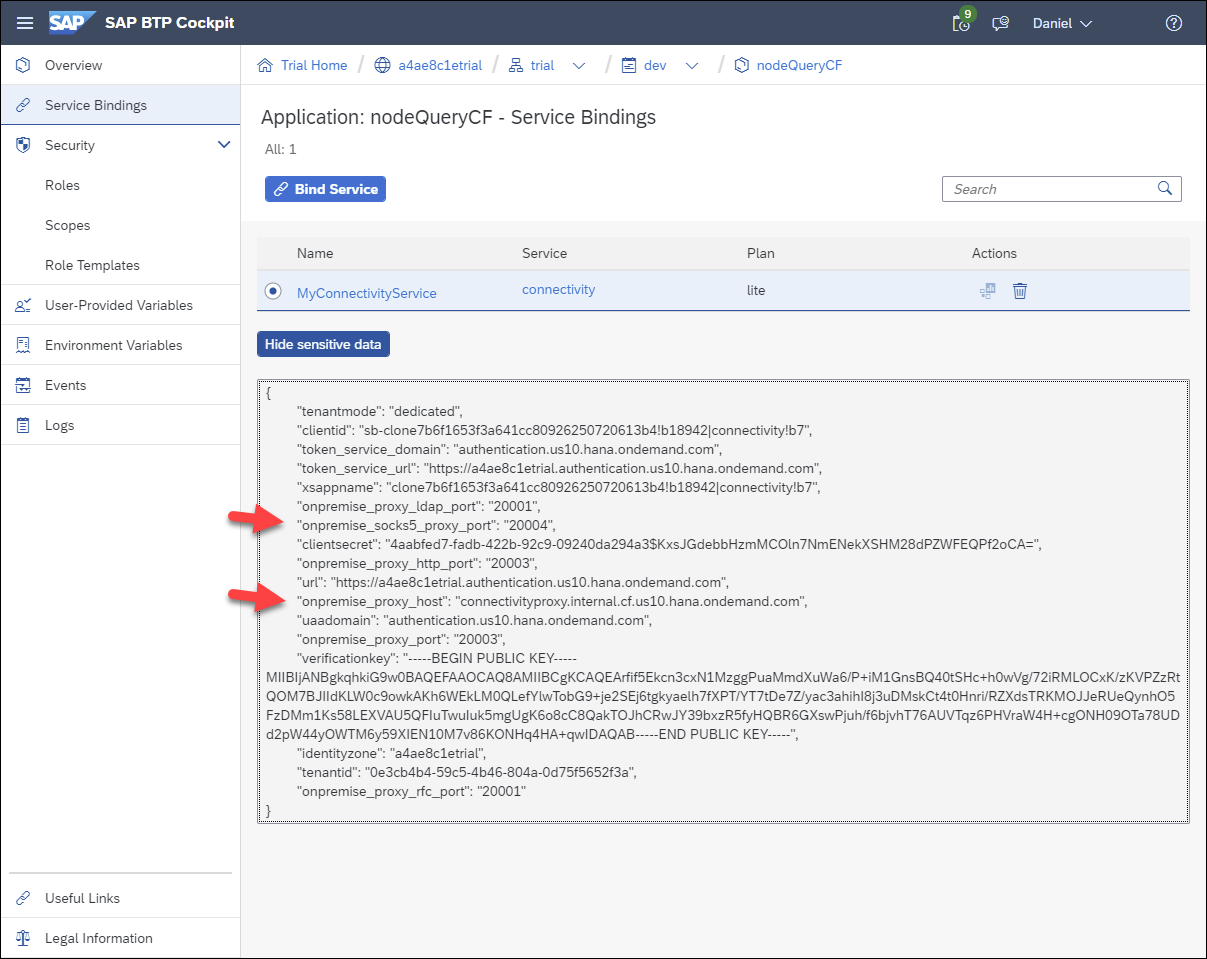 SAP SAP BTP Cockpit 9 Daniel
Overview
Service Bindings
Security
Roles
Scopes
Role Templates
User-Provided Variables
Environment Variables
Events
Logs
Useful Links
Legal Information
Trial Home / a4ae8c1etrial / trial / dev / nodeQueryCF
Application: nodeQueryCF - Service Bindings
All: 1
Bind Service
Search
Name Service Plan Actions
MyConnectivityService connectivity lite
Hide sensitive data
{
"tenantmode": "dedicated",
"clientid": "sb-clone7b6f1653f3a641cc80926250720613b4!b18942|connectivity!b7",
"token_service_domain": "authentication.us10.hana.ondemand.com",
"token_service_url": "https://a4ae8c1etrial.authentication.us10.hana.ondemand.com",
"xsappname": "clone7b6f1653f3a641cc80926250720613b4!b18942|connectivity!b7",
"onpremise_proxy_ldap_port": "20001",
"onpremise_socks5_proxy_port": "20004",
"clientsecret": "4aabfed7-fadb-422b-92c9-09240da294a3$KxsJGdebbHzmMCOln7NmENekXSHM28dPZWFEQPf2oCA=",
"onpremise_proxy_http_port": "20003",
"url": "https://a4ae8c1etrial.authentication.us10.hana.ondemand.com",
"onpremise_proxy_host": "connectivityproxy.internal.cf.us10.hana.ondemand.com",
"uaadomain": "authentication.us10.hana.ondemand.com",
"onpremise_proxy_port": "20003",
"verificationkey": "-----BEGIN PUBLIC KEY-----
MIIBIjANBgkqhkiG9w0BAQEFAAOCAQ8AMIIBCgKCAQEArfif5Ekcn3cxN1MzggPuaMmdXuWa6/P+iM1GnsBQ40tSHc+h0wVg/72iRMLOCxK/zKVPZzRt
QOM7BJIIdKLW0c9owkAKh6WEkLM0QLefYlwTobG9+je2SEj6tgkyaelh7fXPT/YT7tDe7Z/yac3ahihI8j3uDMskCt4t0Hnri/RZXdsTRKMOJJeRUeQynhO5
FzDMm1Ks58LEXVAU5QFIuTwuIuk5mgUgK6o8cC8QakTOJhCRwJY39bxzR5fyHQBR6GXswPjuh/f6bjvhT76AUVTqz6PHVraW4H+cgONH09OTa78UD
d2pW44yOWTM6y59XIEN10M7v86KONHq4HA+qwIDAQAB-----END PUBLIC KEY-----",
"identityzone": "a4ae8c1etrial",
"tenantid": "0e3cb4b4-59c5-4b46-804a-0d75f5652f3a",
"onpremise_proxy_rfc_port": "20001"
}